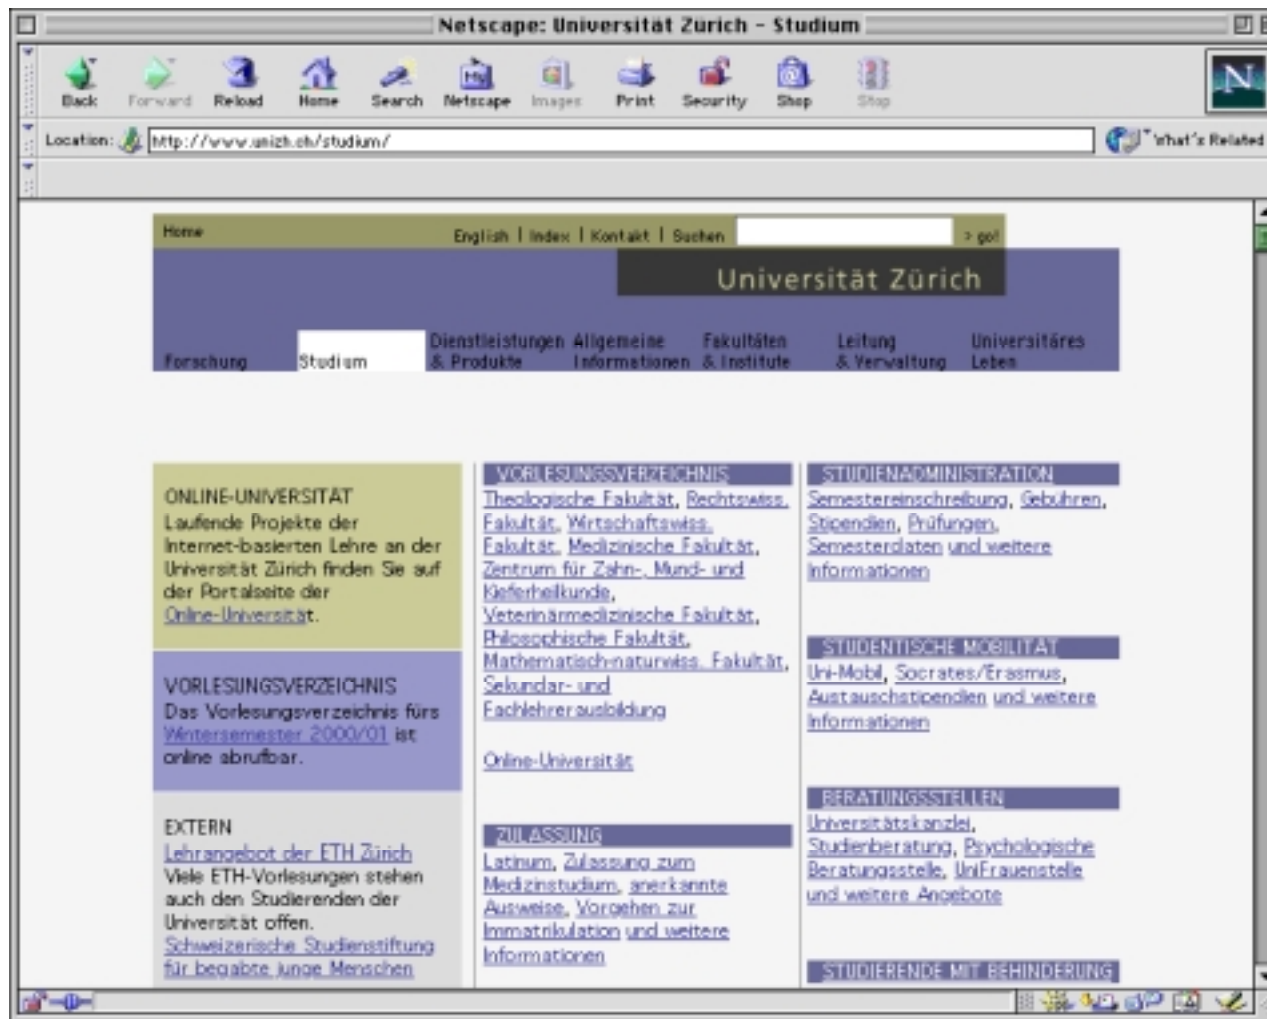 Netscape: Universität Zürich - Studium
Back Forward Reload Home Search Netscape Images Print Security Shop Stop
Location: http://www.unizh.ch/studium/ What's Related
Home English | Index | Kontakt | Suchen > go!
Universität Zürich
Forschung Studium Dienstleistungen & Produkte Allgemeine Informationen Fakultäten & Institute Leitung & Verwaltung Universitäres Leben
ONLINE-UNIVERSITÄT
Laufende Projekte der
Internet-basierten Lehre an der
Universität Zürich finden Sie auf
der Portalseite der
Online-Universität.
VORLESUNGSVERZEICHNIS
Das Vorlesungsverzeichnis fürs
Wintersemester 2000/01 ist
online abrufbar.
EXTERN
Lehrangebot der ETH Zürich
Viele ETH-Vorlesungen stehen
auch den Studierenden der
Universität offen.
Schweizerische Studienstiftung
für begabte junge Menschen
VORLESUNGSVERZEICHNIS
Theologische Fakultät, Rechtswiss.
Fakultät, Wirtschaftswiss.
Fakultät, Medizinische Fakultät,
Zentrum für Zahn-, Mund- und
Kieferheilkunde,
Veterinärmedizinische Fakultät,
Philosophische Fakultät,
Mathematisch-naturwiss. Fakultät,
Sekundar- und
Fachlehrerausbildung
Online-Universität
ZULASSUNG
Latinum, Zulassung zum
Medizinstudium, anerkannte
Ausweise, Vorgehen zur
Immatrikulation und weitere
Informationen
STUDIENADMINISTRATION
Semestereinschreibung, Gebühren,
Stipendien, Prüfungen,
Semesterdaten und weitere
Informationen
STUDENTISCHE MOBILITÄT
Uni-Mobil, Socrates/Erasmus,
Austauschstipendien und weitere
Informationen
BERATUNGSSTELLEN
Universitätskanzlei,
Studienberatung, Psychologische
Beratungsstelle, UniFrauenstelle
und weitere Angebote
STUDIERENDE MIT BEHINDERUNG